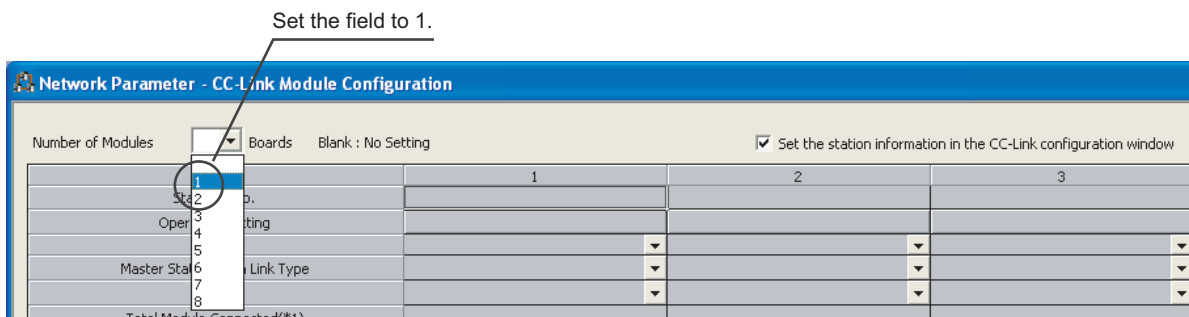 Set the field to 1.
Network Parameter - CC-Link Module Configuration
Number of Modules Boards Blank : No Setting Set the station information in the CC-Link configuration window
1 2 3
1
2
3
4
5
Master Link Type
6
7
8